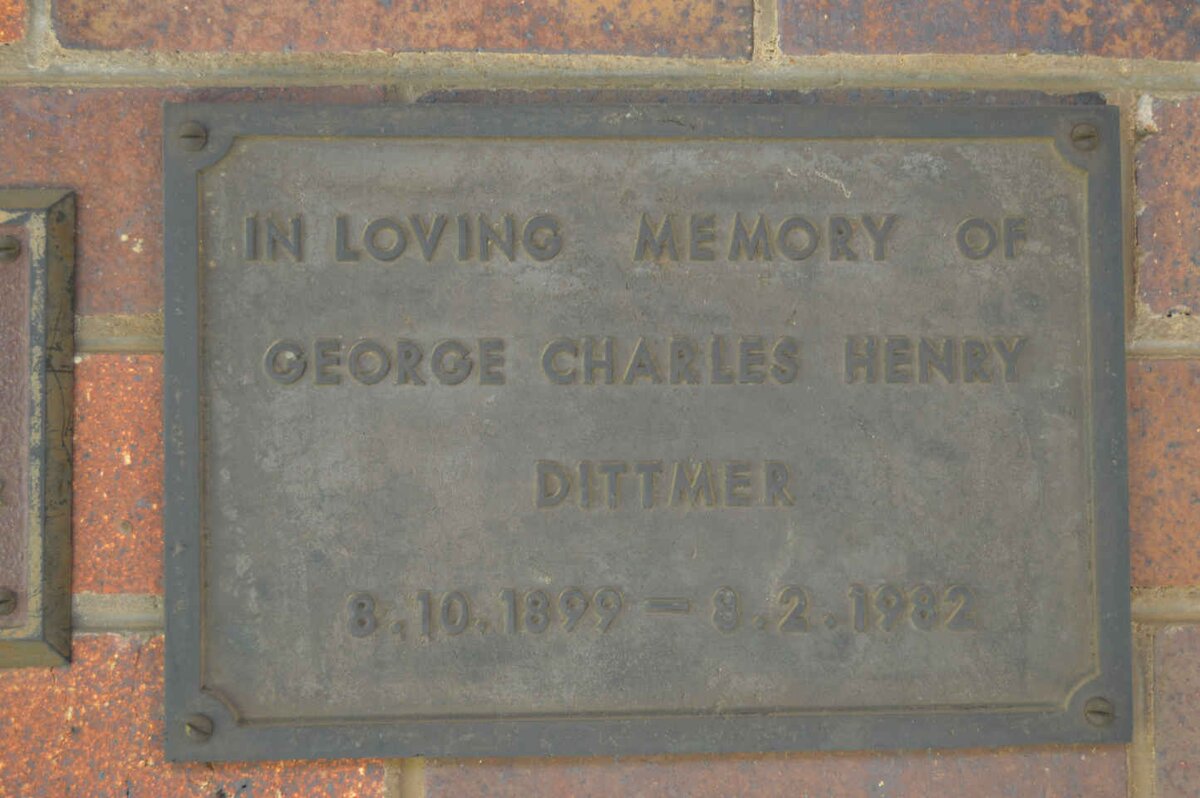 IN LOVING MEMORY OF
GEORGE CHARLES HENRY
DITTMER
8.10.1899 — 8.2.1982